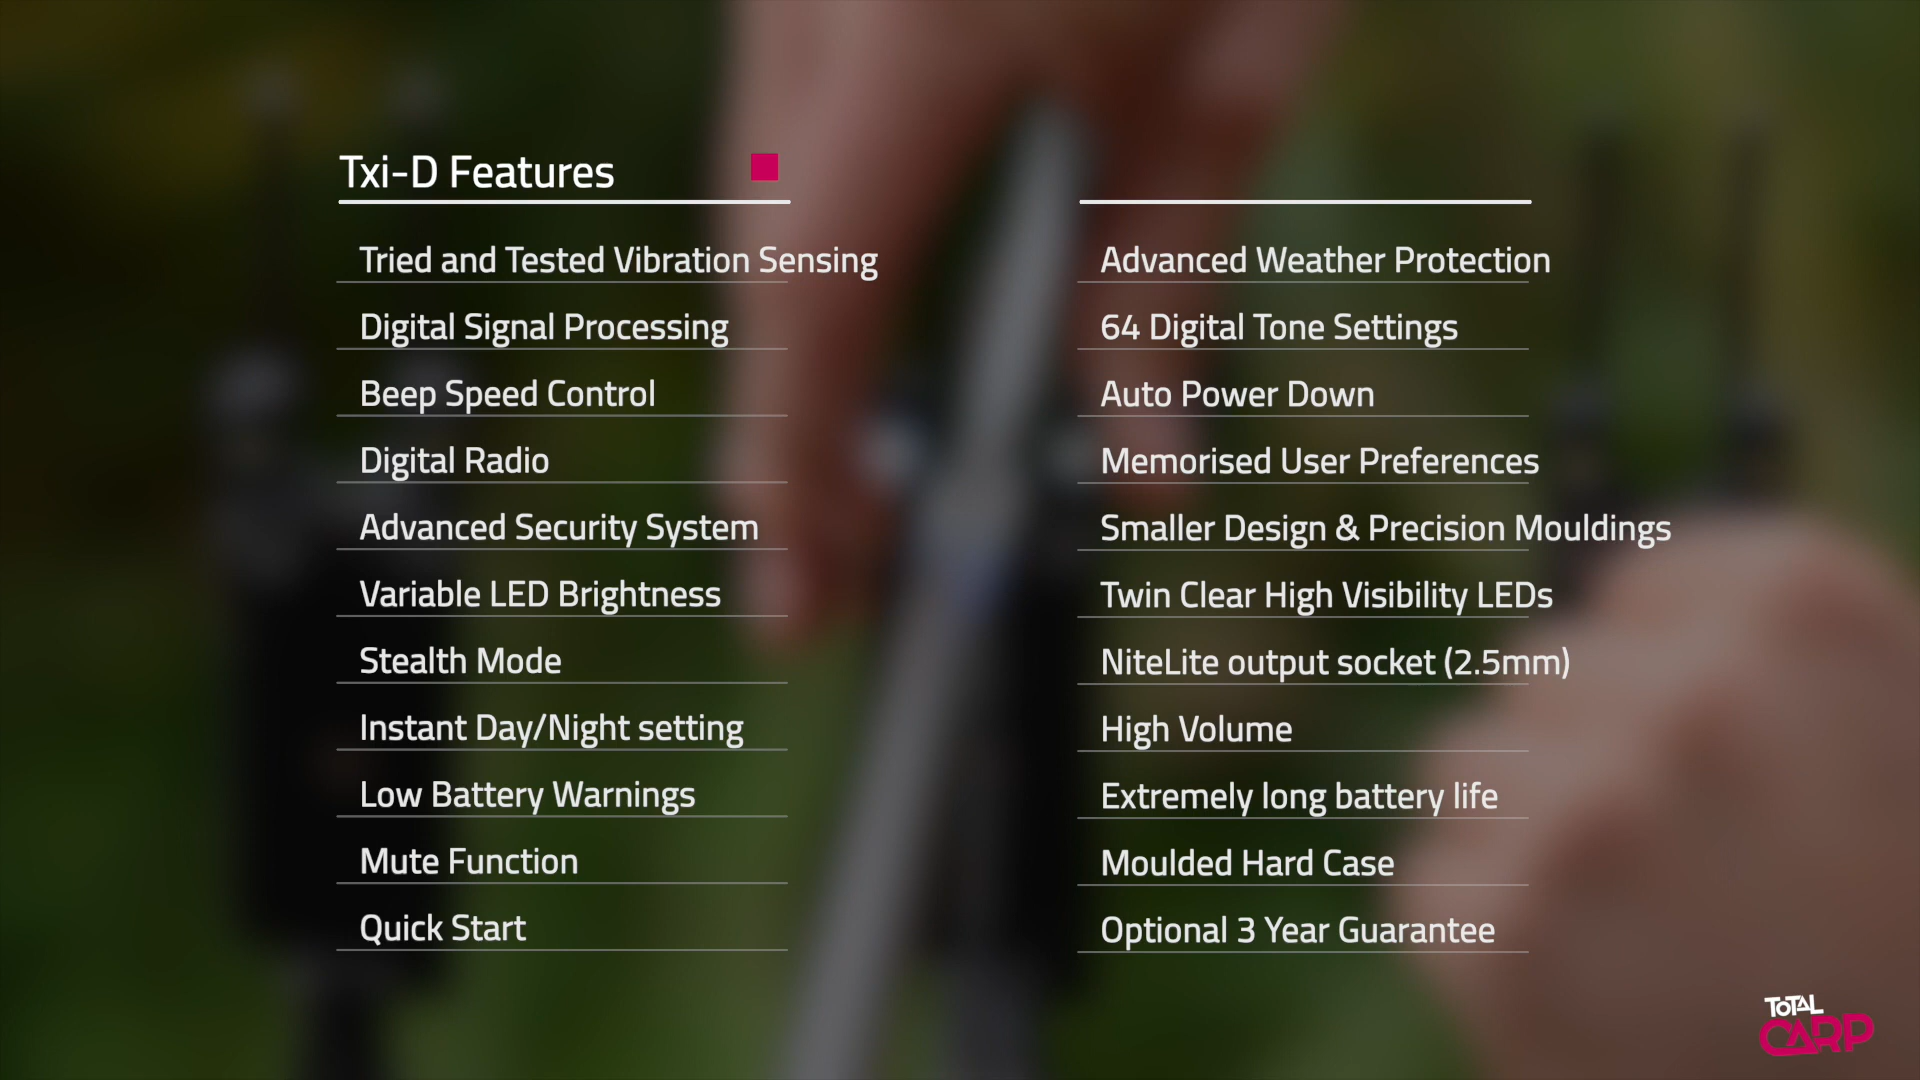 Txi-D Features
Tried and Tested Vibration Sensing
Digital Signal Processing
Beep Speed Control
Digital Radio
Advanced Security System
Variable LED Brightness
Stealth Mode
Instant Day/Night setting
Low Battery Warnings
Mute Function
Quick Start
Advanced Weather Protection
64 Digital Tone Settings
Auto Power Down
Memorised User Preferences
Smaller Design & Precision Mouldings
Twin Clear High Visibility LEDs
NiteLite output socket (2.5mm)
High Volume
Extremely long battery life
Moulded Hard Case
Optional 3 Year Guarantee
TOTAL
CARP